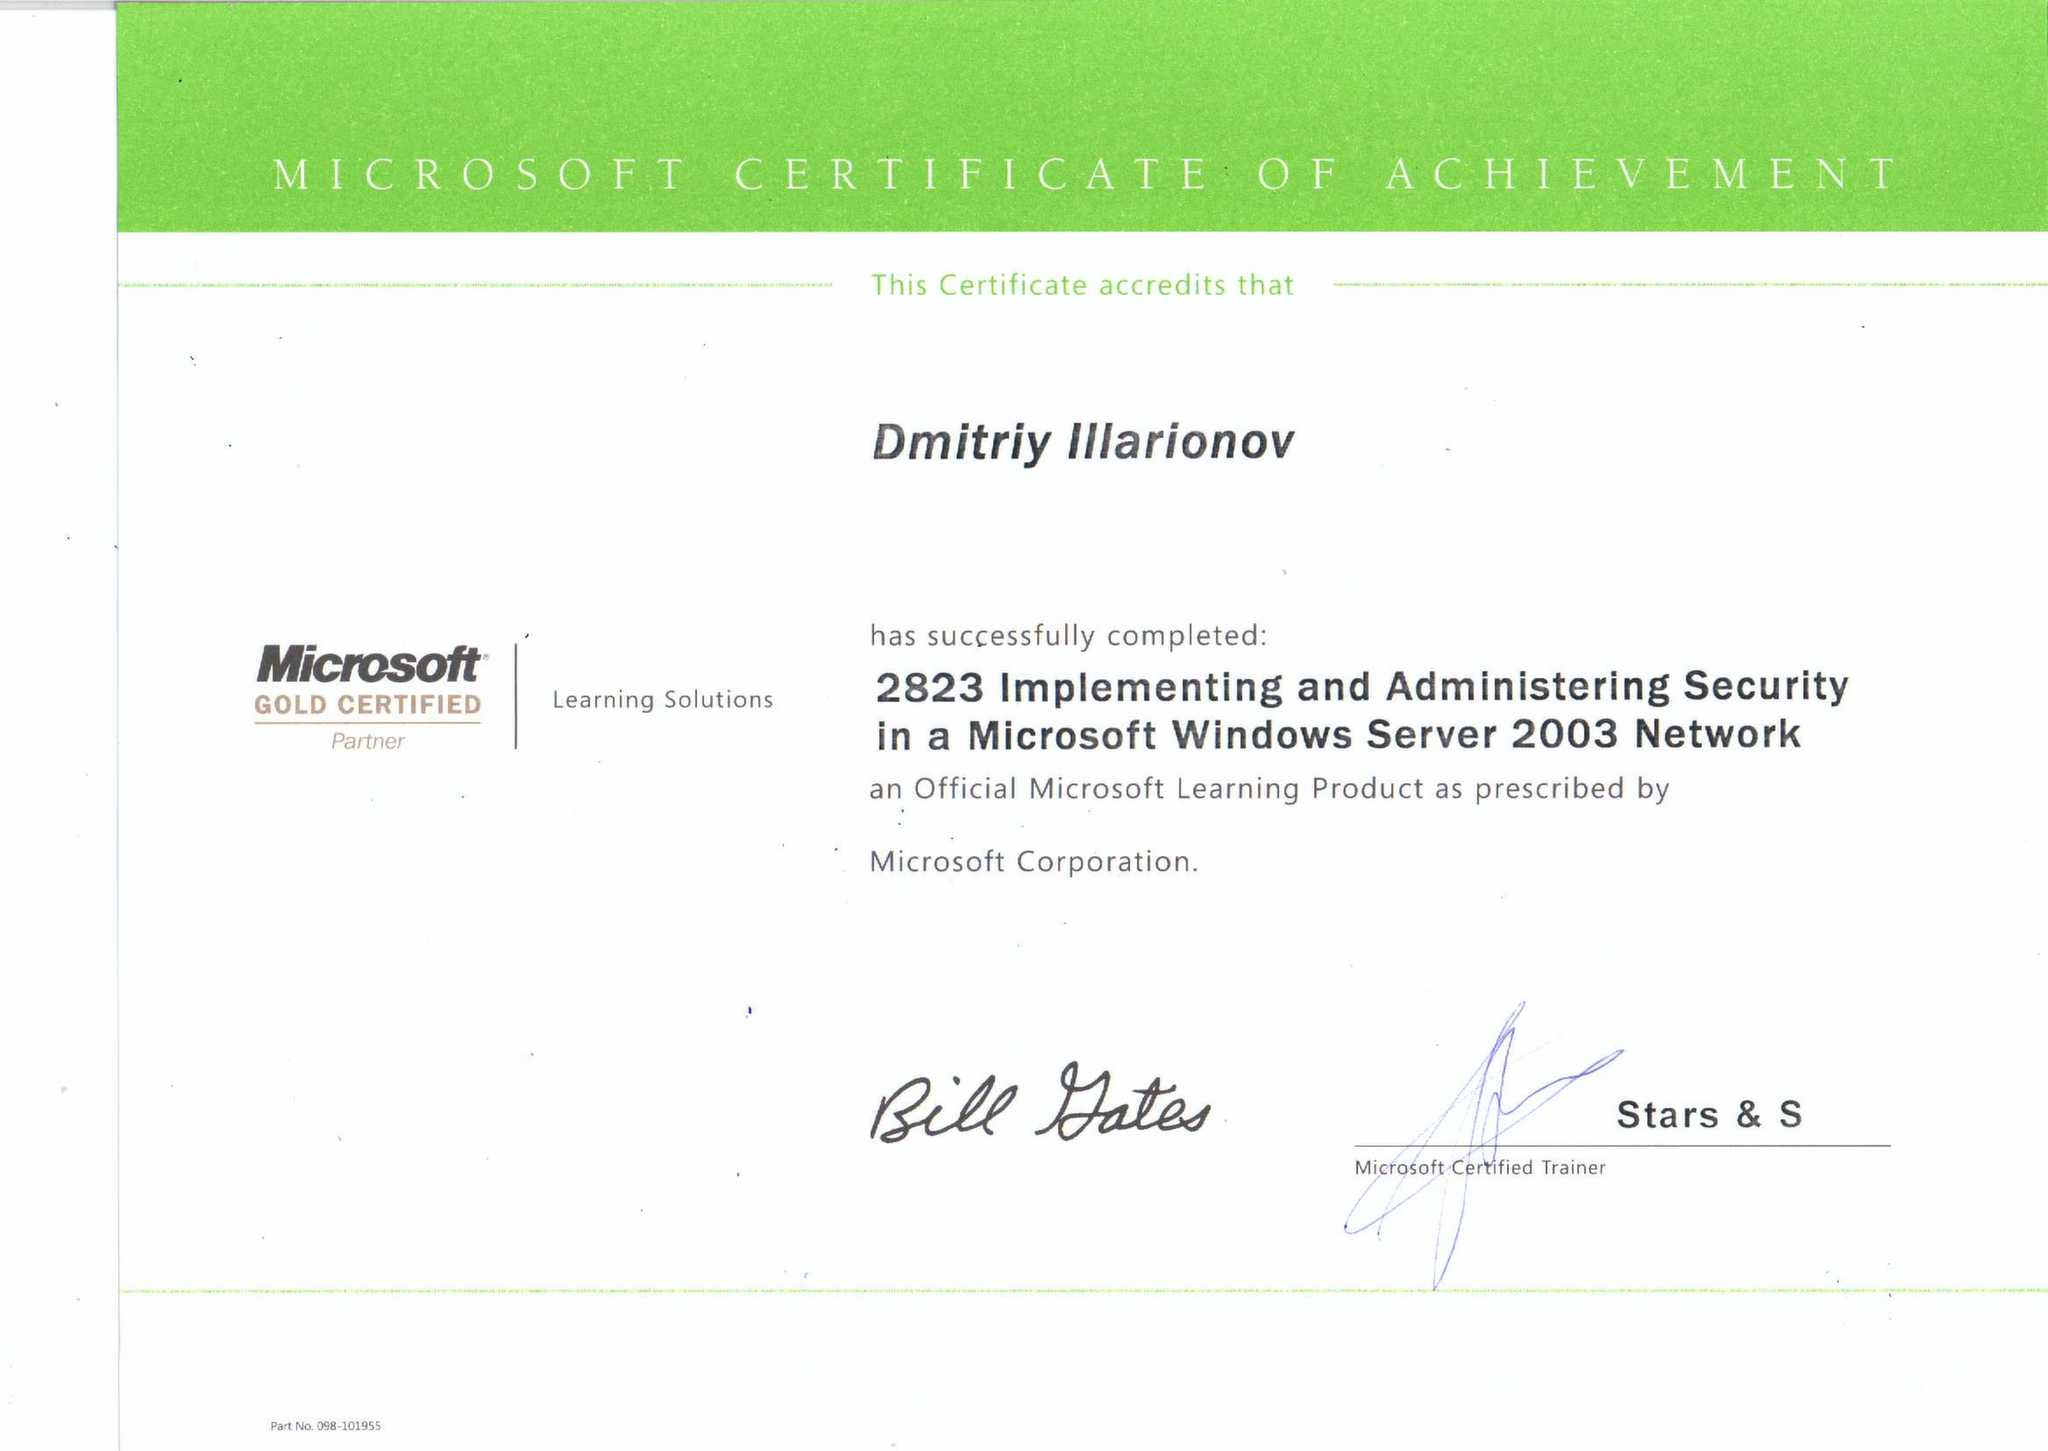 MICROSOFT CERTIFICATE OF ACHIEVEMENT
This Certificate accredits that
Dmitriy Illarionov
Microsoft®
GOLD CERTIFIED
Partner
Learning Solutions
has successfully completed:
2823 Implementing and Administering Security
in a Microsoft Windows Server 2003 Network
an Official Microsoft Learning Product as prescribed by
Microsoft Corporation.
Bill Gates
Stars & S
Microsoft Certified Trainer
Part No. 098-101955